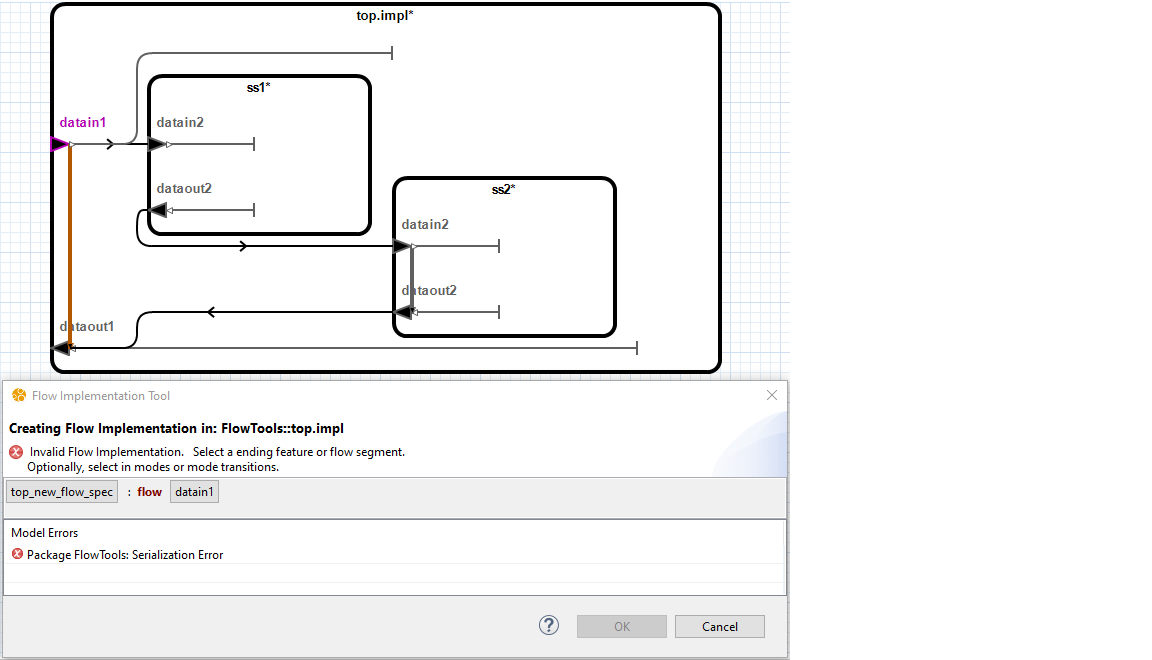 top.impl*
ss1*
datain1
datain2
dataout2
ss2*
datain2
dataout2
dataout1
Flow Implementation Tool
Creating Flow Implementation in: FlowTools::top.impl
Invalid Flow Implementation. Select a ending feature or flow segment.
Optionally, select in modes or mode transitions.
top_new_flow_spec : flow datain1
Model Errors
Package FlowTools: Serialization Error
? OK Cancel